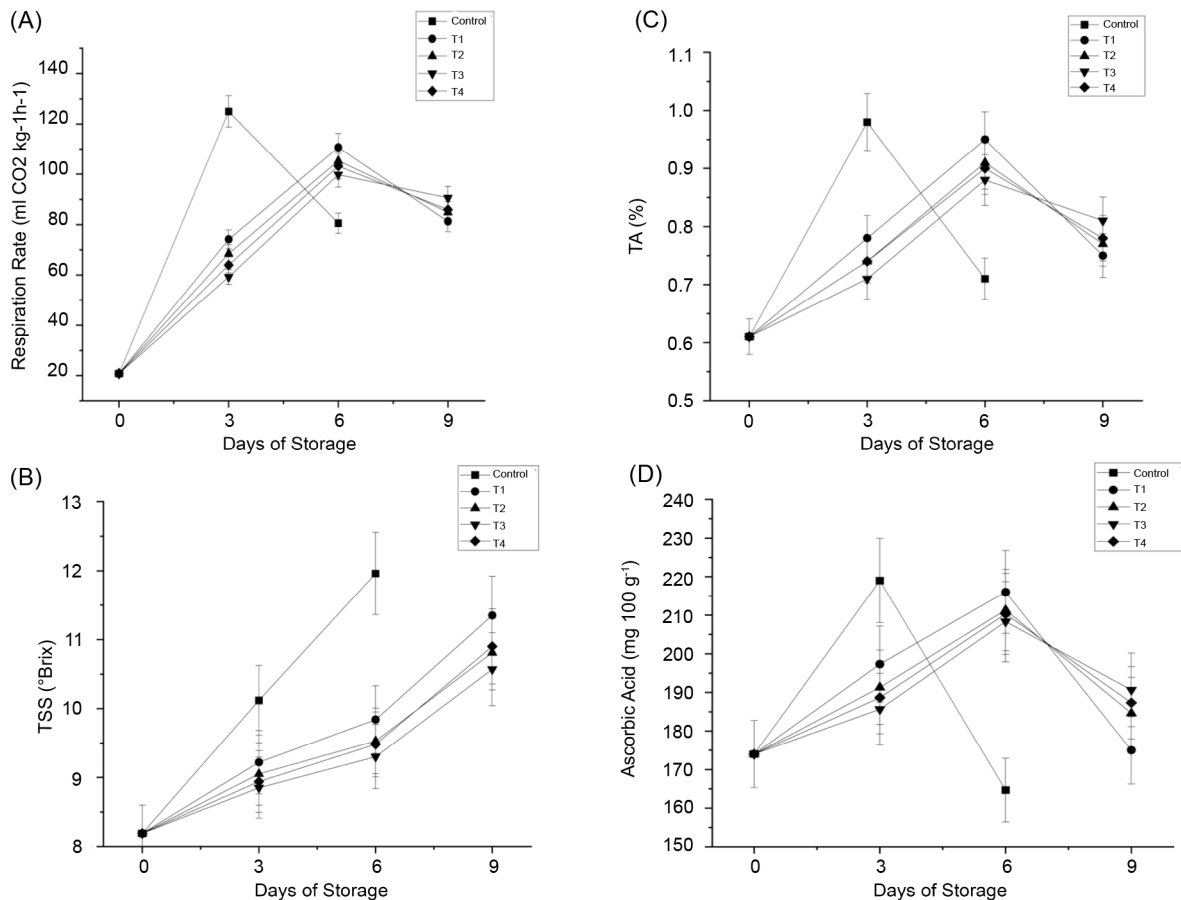 (A)
Control
T1
T2
T3
T4
140
120
100
80
60
40
20
Respiration Rate (ml CO2 kg-1h-1)
0 3 6 9
Days of Storage
(C)
Control
T1
T2
T3
T4
1.1
1.0
0.9
0.8
0.7
0.6
0.5
TA (%)
0 3 6 9
Days of Storage
(B)
Control
T1
T2
T3
T4
13
12
11
10
9
8
TSS (°Brix)
0 3 6 9
Days of Storage
(D)
Control
T1
T2
T3
T4
240
230
220
210
200
190
180
170
160
150
Ascorbic Acid (mg 100 g⁻¹)
0 3 6 9
Days of Storage